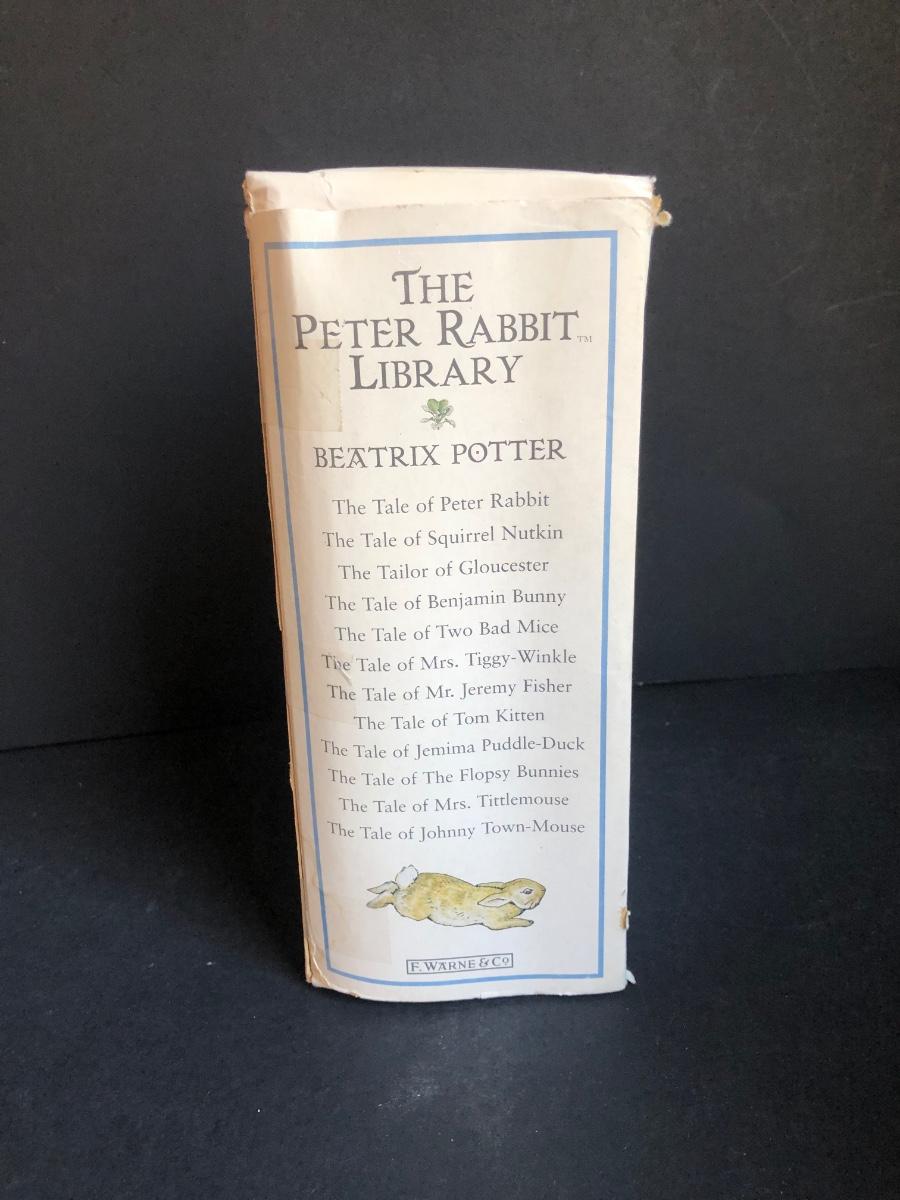 THE
PETER RABBIT™
LIBRARY
BEATRIX POTTER
The Tale of Peter Rabbit
The Tale of Squirrel Nutkin
The Tailor of Gloucester
The Tale of Benjamin Bunny
The Tale of Two Bad Mice
The Tale of Mrs. Tiggy-Winkle
The Tale of Mr. Jeremy Fisher
The Tale of Tom Kitten
The Tale of Jemima Puddle-Duck
The Tale of The Flopsy Bunnies
The Tale of Mrs. Tittlemouse
The Tale of Johnny Town-Mouse
F. WARNE & Co